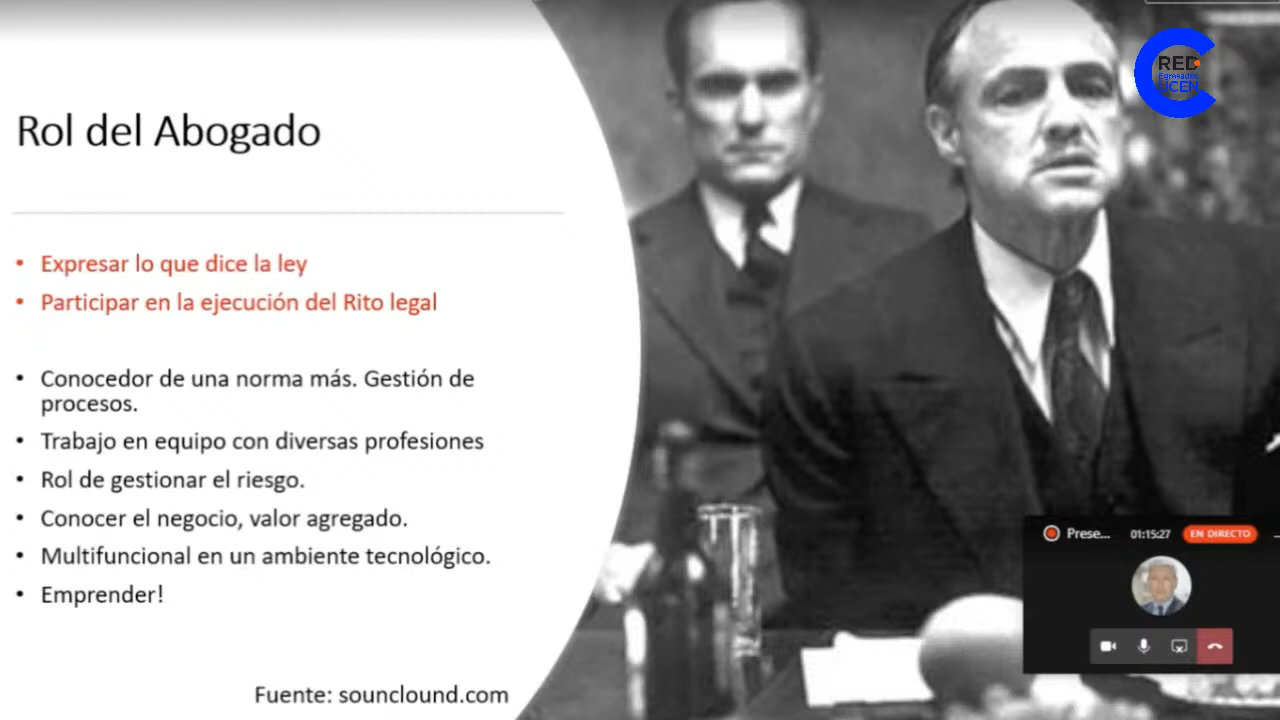 RED
Egresados
UCEN
Rol del Abogado
• Expresar lo que dice la ley
• Participar en la ejecución del Rito legal
• Conocedor de una norma más. Gestión de
procesos.
• Trabajo en equipo con diversas profesiones
• Rol de gestionar el riesgo.
• Conocer el negocio, valor agregado.
• Multifuncional en un ambiente tecnológico.
• Emprender!
Prese... 01:15:27 EN DIRECTO
Fuente: sounclound.com